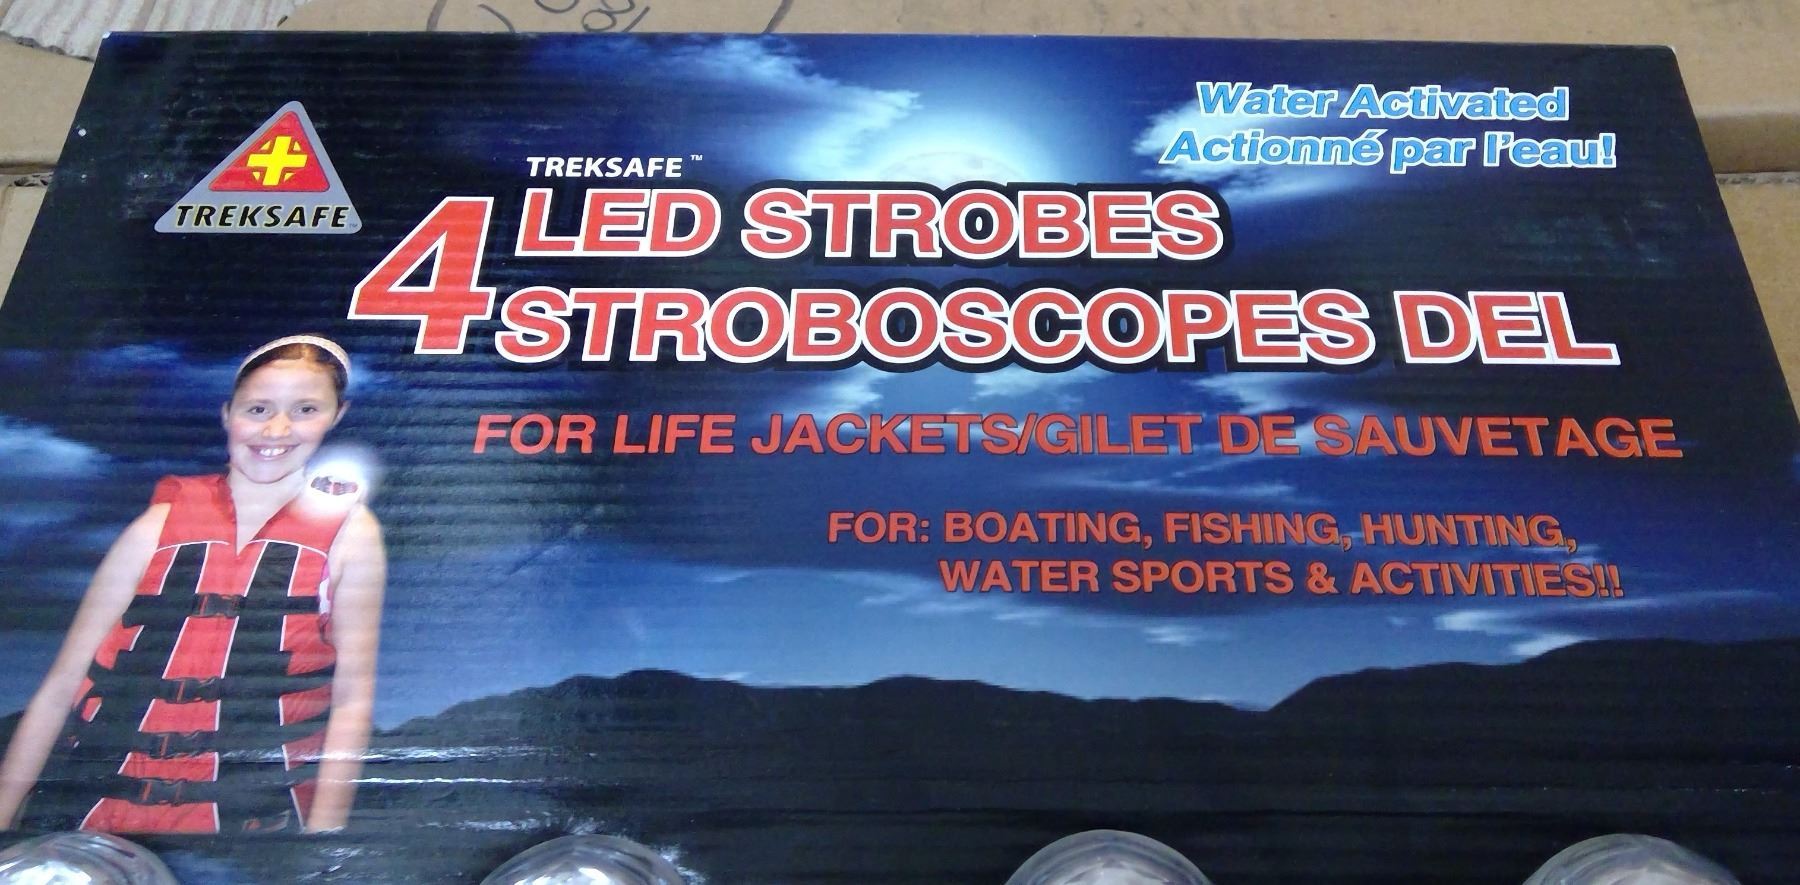 Water Activated
Actionné par l'eau!
TREKSAFE™
TREKSAFE™
4 LED STROBES
STROBOSCOPES DEL
FOR LIFE JACKETS/GILET DE SAUVETAGE
FOR: BOATING, FISHING, HUNTING,
WATER SPORTS & ACTIVITIES!!